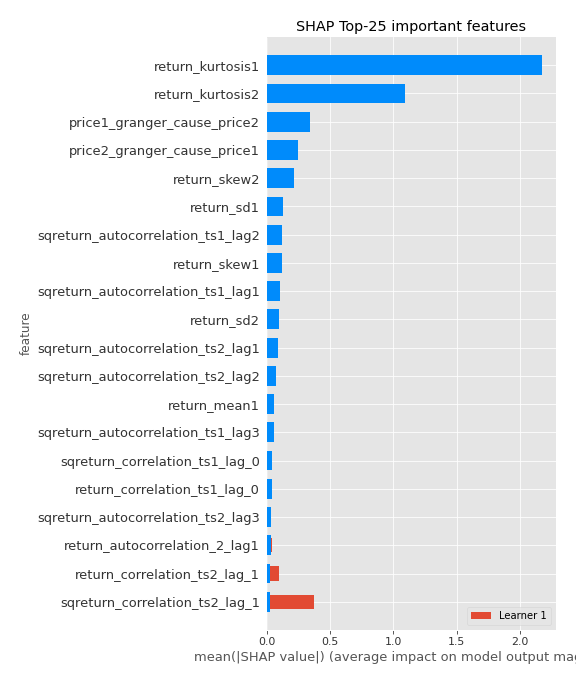 SHAP Top-25 important features
return_kurtosis1
return_kurtosis2
price1_granger_cause_price2
price2_granger_cause_price1
return_skew2
return_sd1
sqreturn_autocorrelation_ts1_lag2
return_skew1
sqreturn_autocorrelation_ts1_lag1
return_sd2
sqreturn_autocorrelation_ts2_lag1
sqreturn_autocorrelation_ts2_lag2
return_mean1
sqreturn_autocorrelation_ts1_lag3
sqreturn_correlation_ts1_lag_0
return_correlation_ts1_lag_0
sqreturn_autocorrelation_ts2_lag3
return_autocorrelation_2_lag1
return_correlation_ts2_lag_1
sqreturn_correlation_ts2_lag_1
feature
Learner 1
0.0 0.5 1.0 1.5 2.0
mean(|SHAP value|) (average impact on model output mag